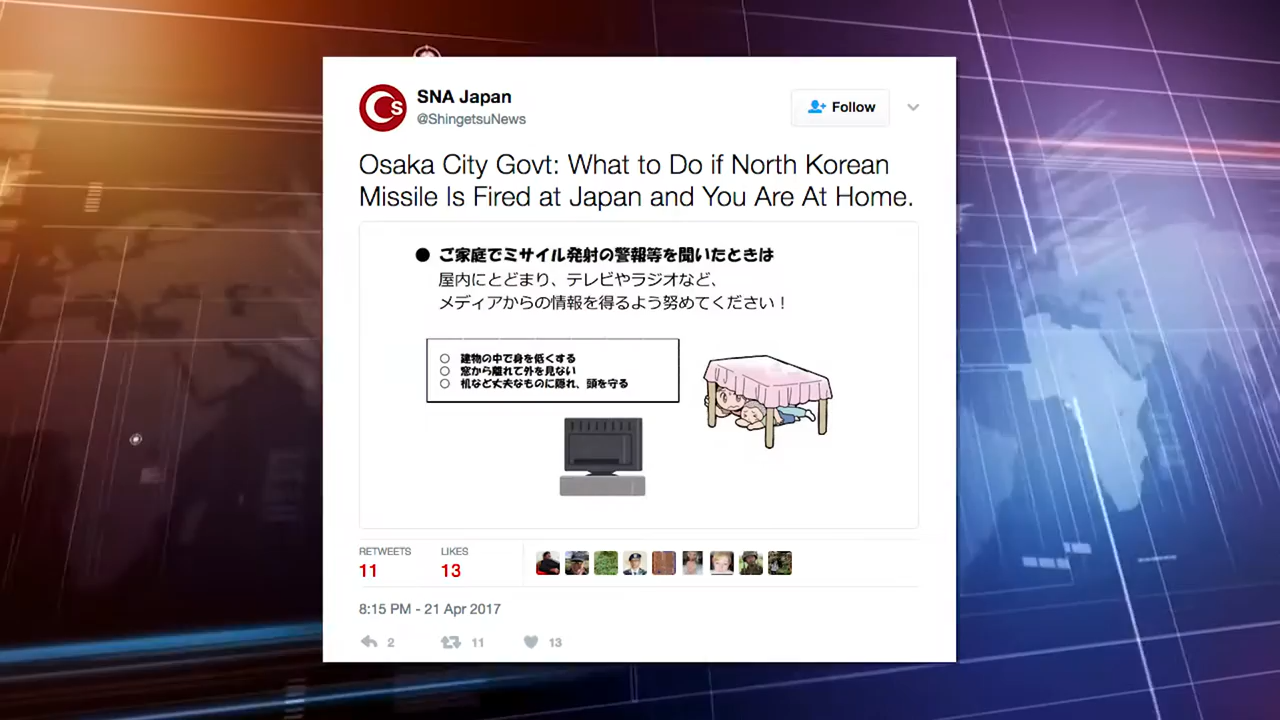 SNA Japan
@ShingetsuNews
Follow
Osaka City Govt: What to Do if North Korean
Missile Is Fired at Japan and You Are At Home.
● ご家庭でミサイル発射の警報等を聞いたときは
屋内にとどまり、テレビやラジオなど、
メディアからの情報を得るよう努めてください！
○ 建物の中で身を低くする
○ 窓から離れて外を見ない
○ 机など丈夫なものに隠れ、頭を守る
RETWEETS LIKES
11 13
8:15 PM - 21 Apr 2017
2 11 13